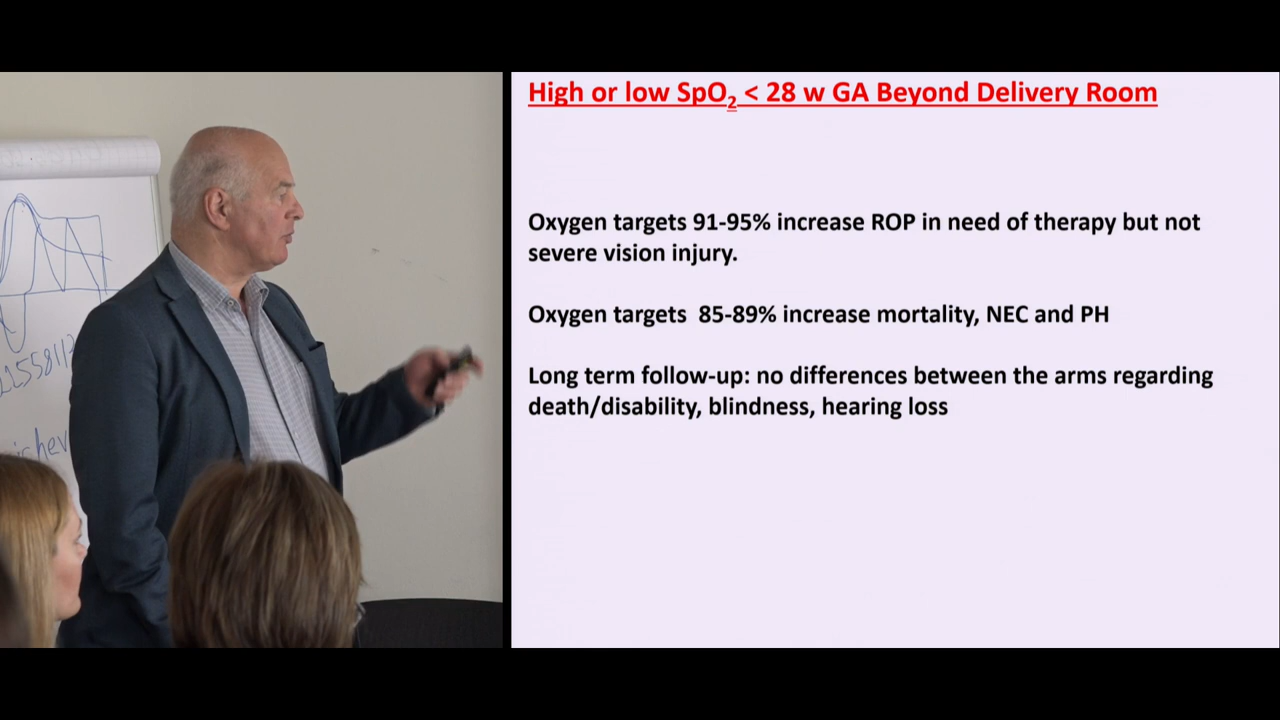 High or low SpO₂ < 28 w GA Beyond Delivery Room
Oxygen targets 91-95% increase ROP in need of therapy but not
severe vision injury.
Oxygen targets  85-89% increase mortality, NEC and PH
Long term follow-up: no differences between the arms regarding
death/disability, blindness, hearing loss